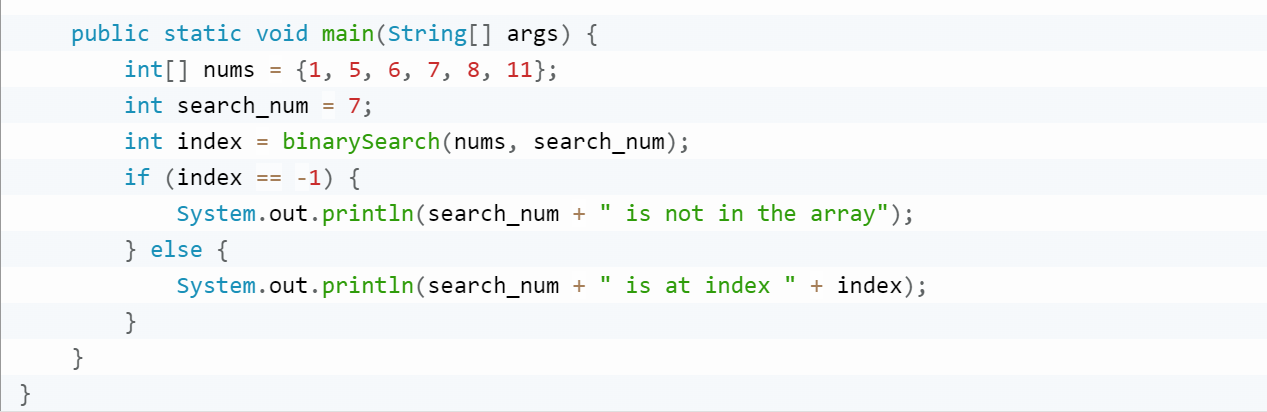 public static void main(String[] args) {
int[] nums = {1, 5, 6, 7, 8, 11};
int search_num = 7;
int index = binarySearch(nums, search_num);
if (index == -1) {
System.out.println(search_num + " is not in the array");
} else {
System.out.println(search_num + " is at index " + index);
}
}
}